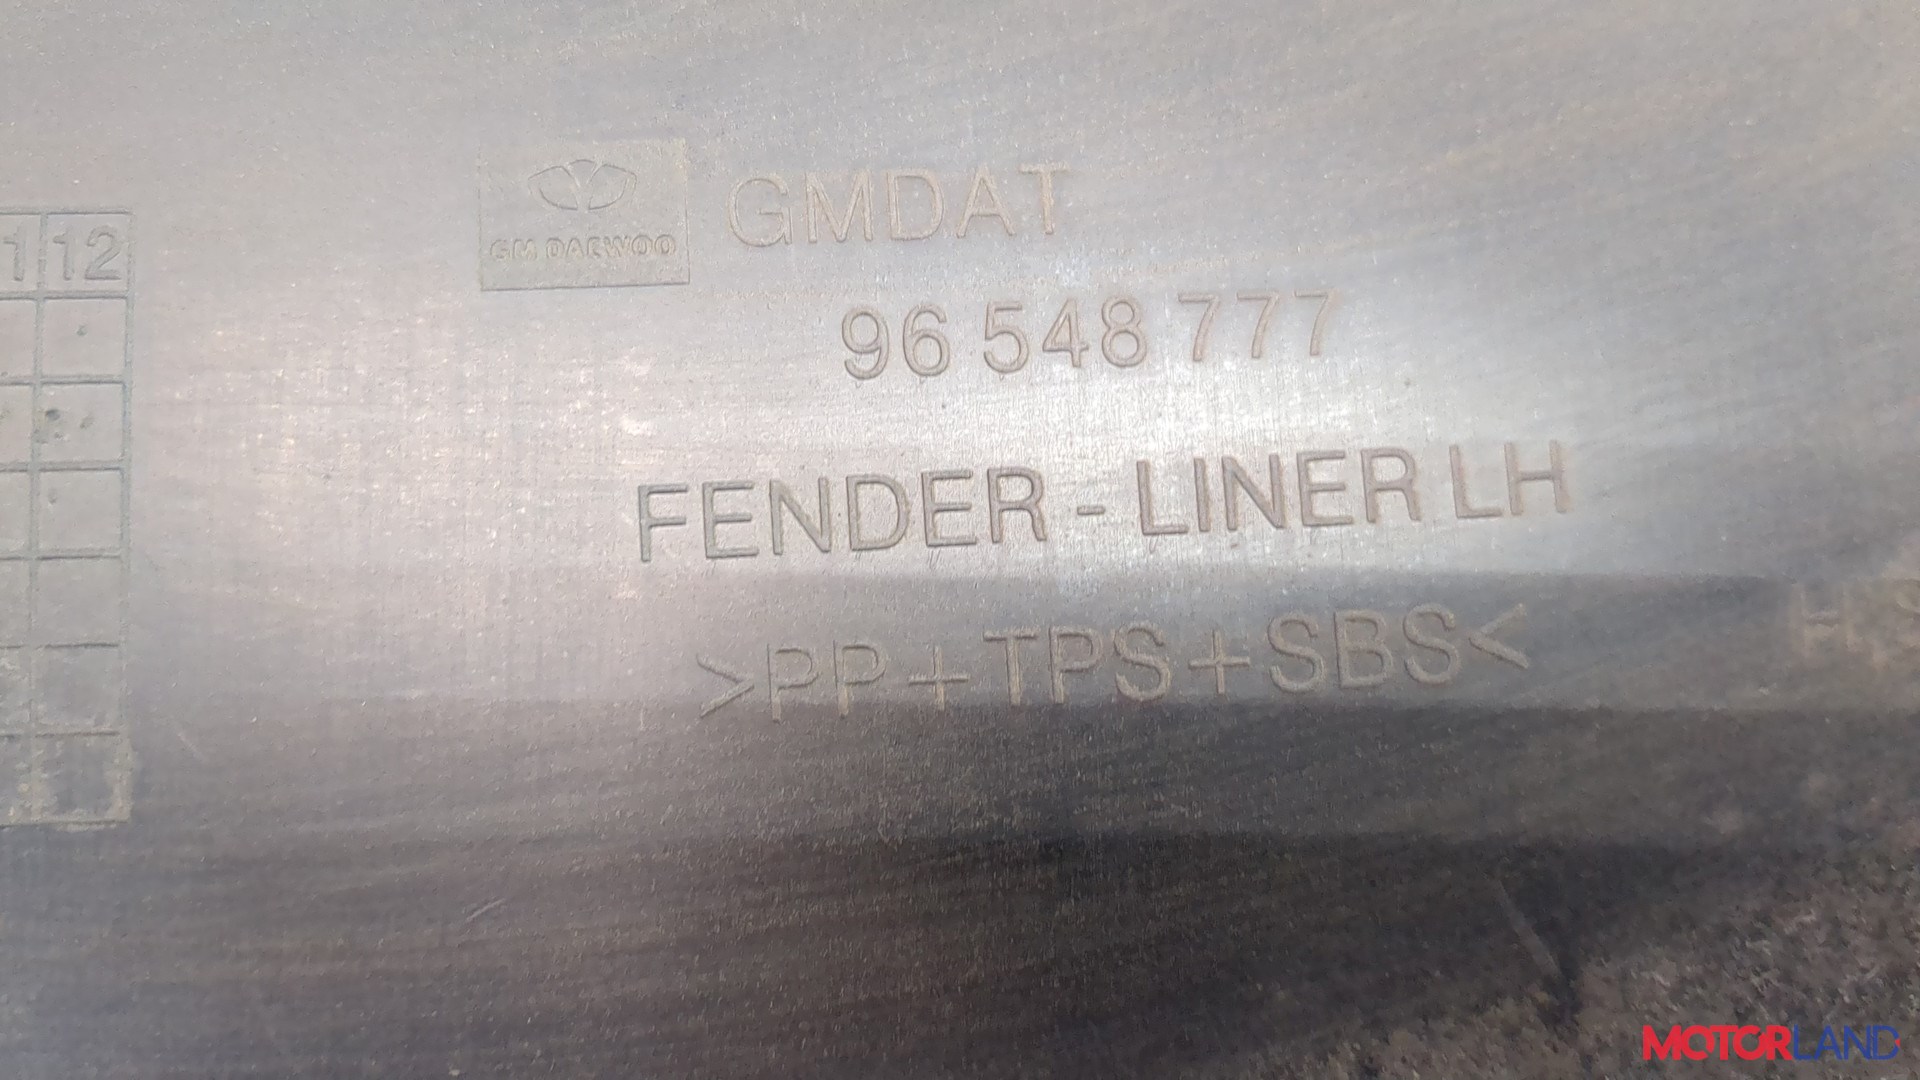 GM DAEWOO
GMDAT
96 548 777
FENDER - LINER LH
>PP+TPS+SBS<
12
MOTORLAND